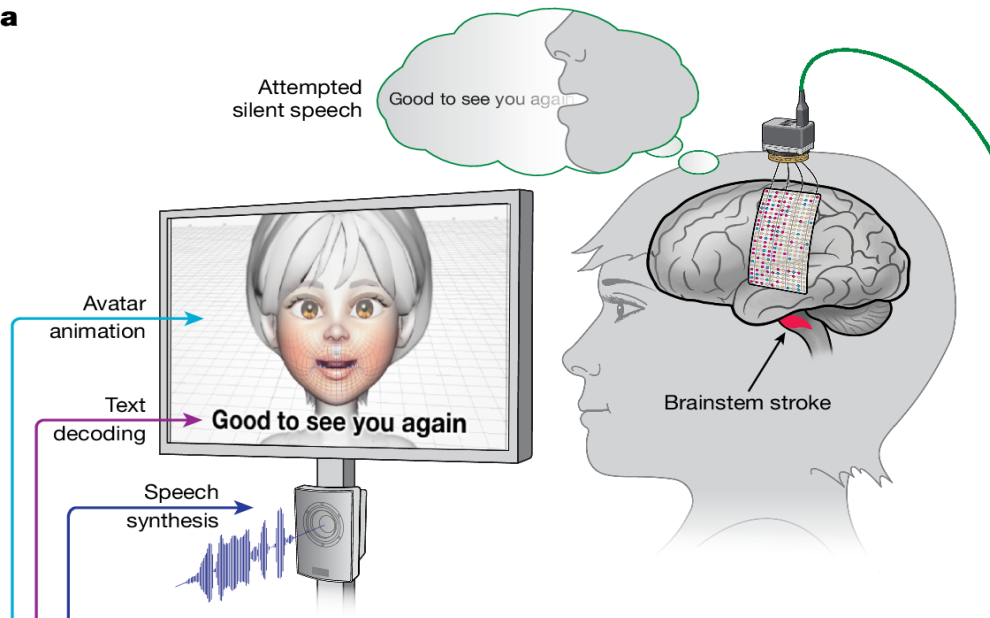 a
Attempted
silent speech
Good to see you again
Avatar
animation
Text
decoding
Good to see you again
Brainstem stroke
Speech
synthesis